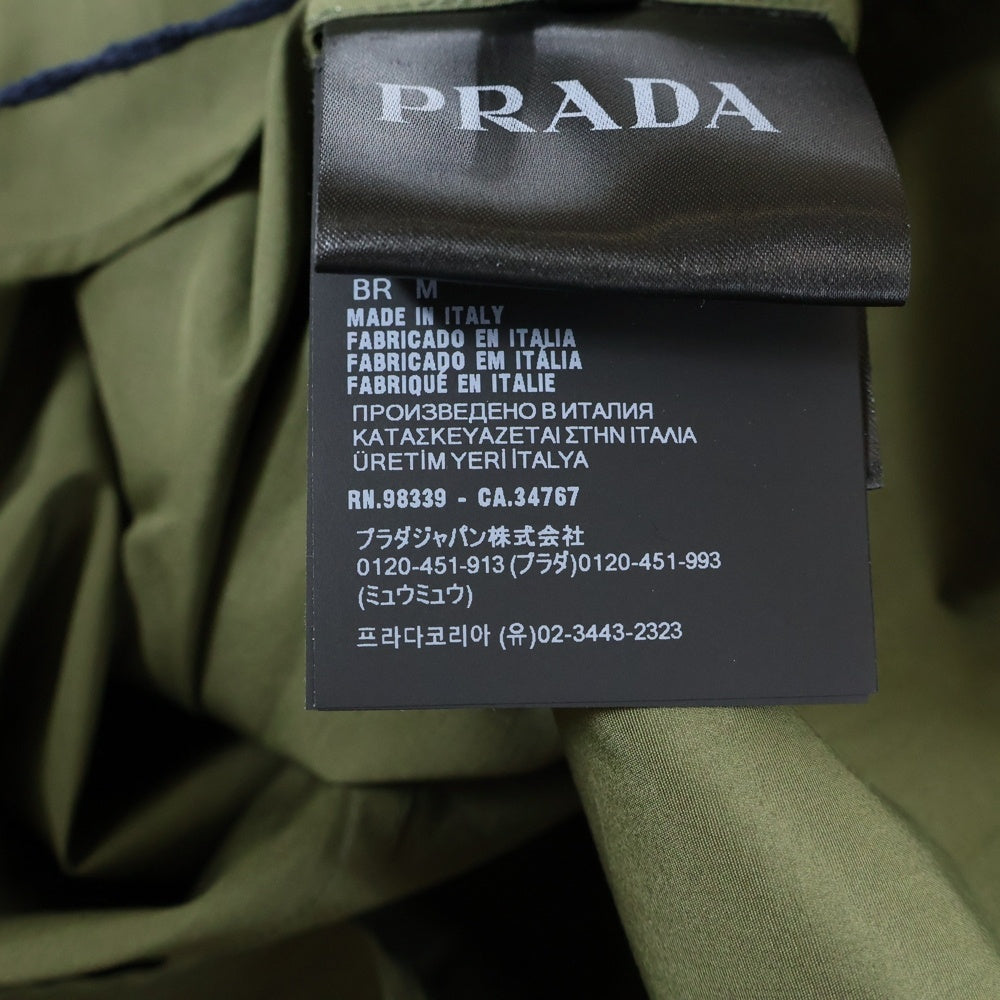 PRADA
BR M
MADE IN ITALY
FABRICADO EN ITALIA
FABRICADO EM ITÁLIA
FABRIQUÉ EN ITALIE
ПРОИЗВЕДЕНО В ИТАЛИЯ
ΚΑΤΑΣΚΕΥΑΖΕΤΑΙ ΣΤΗΝ ΙΤΑΛΙΑ
ÜRETİM YERİ İTALYA
RN.98339 - CA.34767
プラダジャパン株式会社
0120-451-913 (プラダ)0120-451-993
(ミュウミュウ)
프라다코리아 (유)02-3443-2323